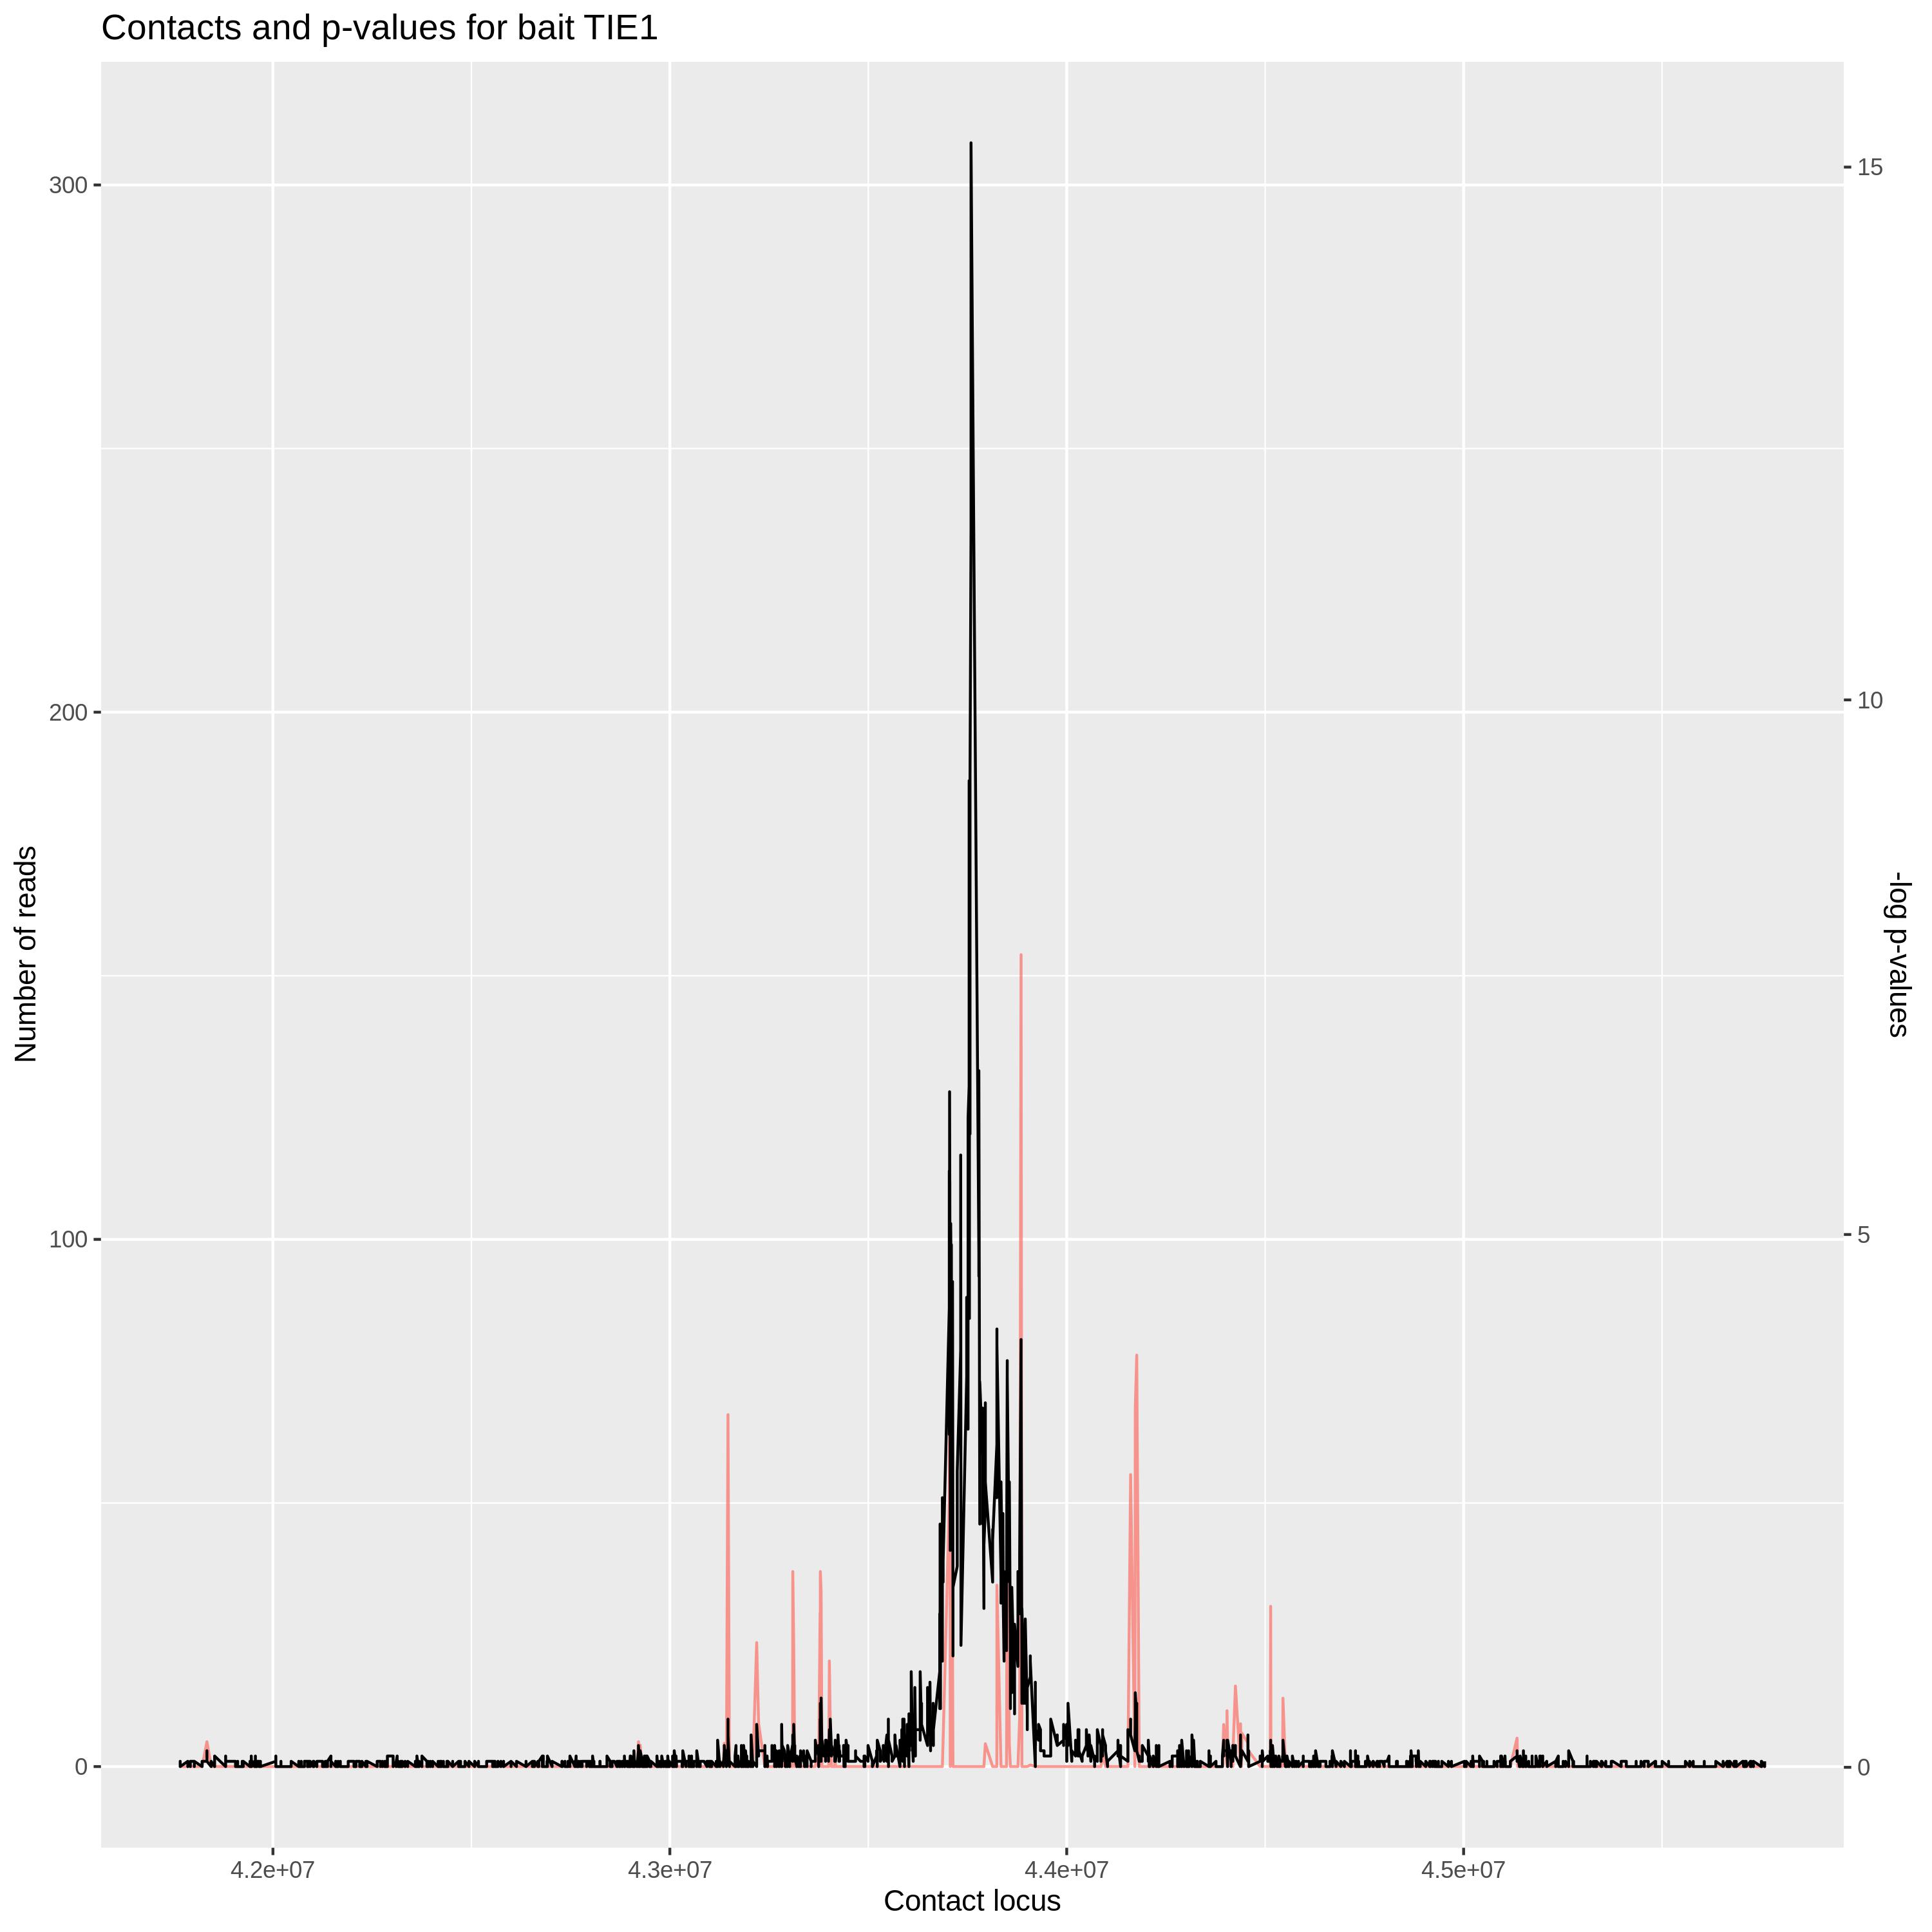 Contacts and p-values for bait TIE1
300
200
100
0
15
10
5
0
Number of reads
-log p-values
4.2e+07 4.3e+07 4.4e+07 4.5e+07
Contact locus